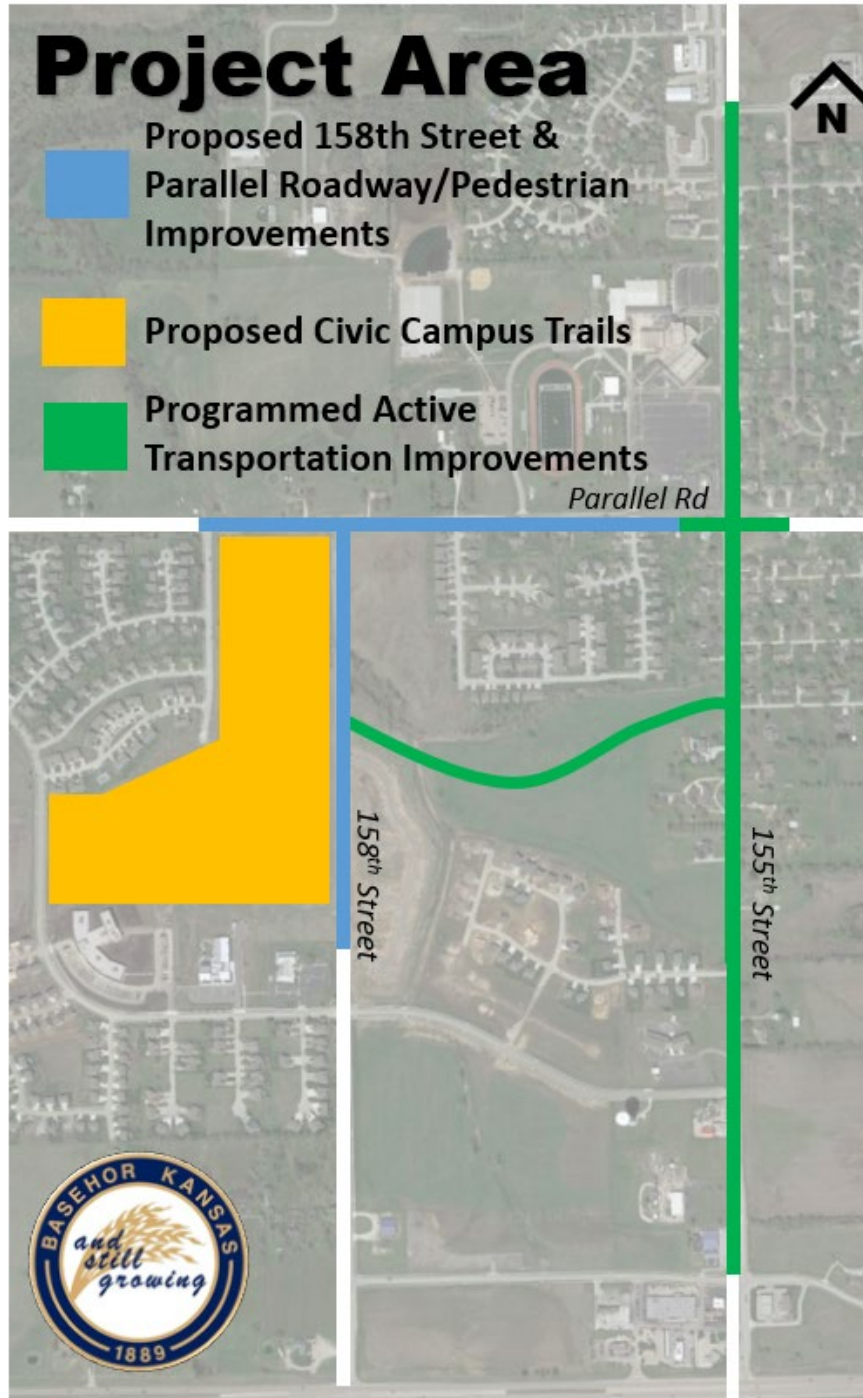 Project Area
N
Proposed 158th Street &
Parallel Roadway/Pedestrian
Improvements
Proposed Civic Campus Trails
Programmed Active
Transportation Improvements
Parallel Rd
158th Street
155th Street
BASEHOR KANSAS
and
still
growing
1889